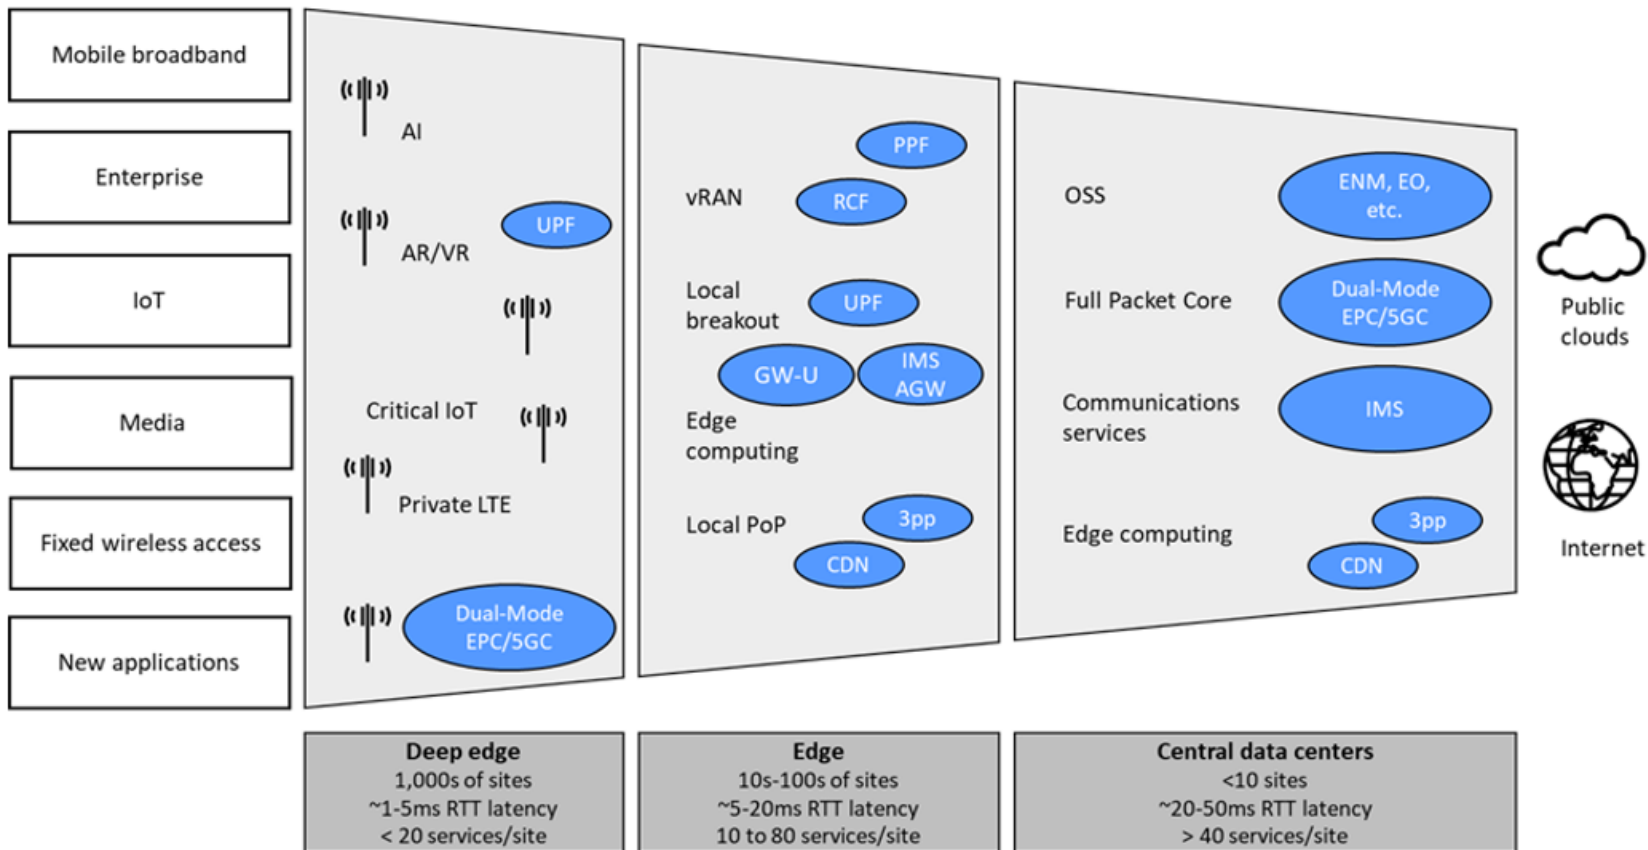 Mobile broadband
Enterprise
IoT
Media
Fixed wireless access
New applications
AI
UPF
AR/VR
Critical IoT
Private LTE
Dual-Mode
EPC/5GC
PPF
vRAN
RCF
Local
breakout
UPF
GW-U
IMS
AGW
Edge
computing
Local PoP
3pp
CDN
OSS
ENM, EO,
etc.
Full Packet Core
Dual-Mode
EPC/5GC
Communications
services
IMS
Edge computing
3pp
CDN
Public
clouds
Internet
Deep edge
1,000s of sites
~1-5ms RTT latency
< 20 services/site
Edge
10s-100s of sites
~5-20ms RTT latency
10 to 80 services/site
Central data centers
<10 sites
~20-50ms RTT latency
> 40 services/site